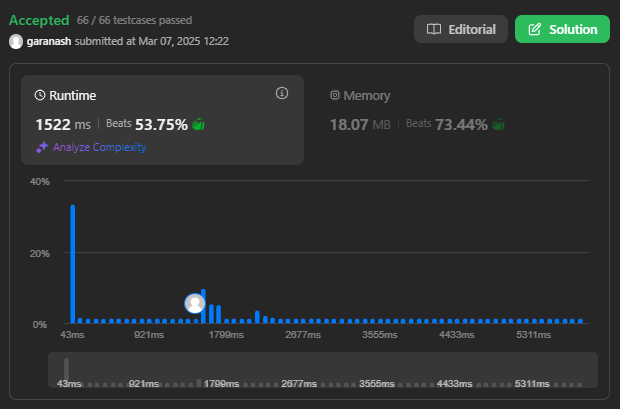 Accepted 66 / 66 testcases passed
garanash submitted at Mar 07, 2025 12:22
Editorial
Solution
Runtime
1522 ms | Beats 53.75%
Analyze Complexity
Memory
18.07 MB | Beats 73.44%
40%
20%
0%
43ms 921ms 1799ms 2677ms 3555ms 4433ms 5311ms
43ms 921ms 1799ms 2677ms 3555ms 4433ms 5311ms